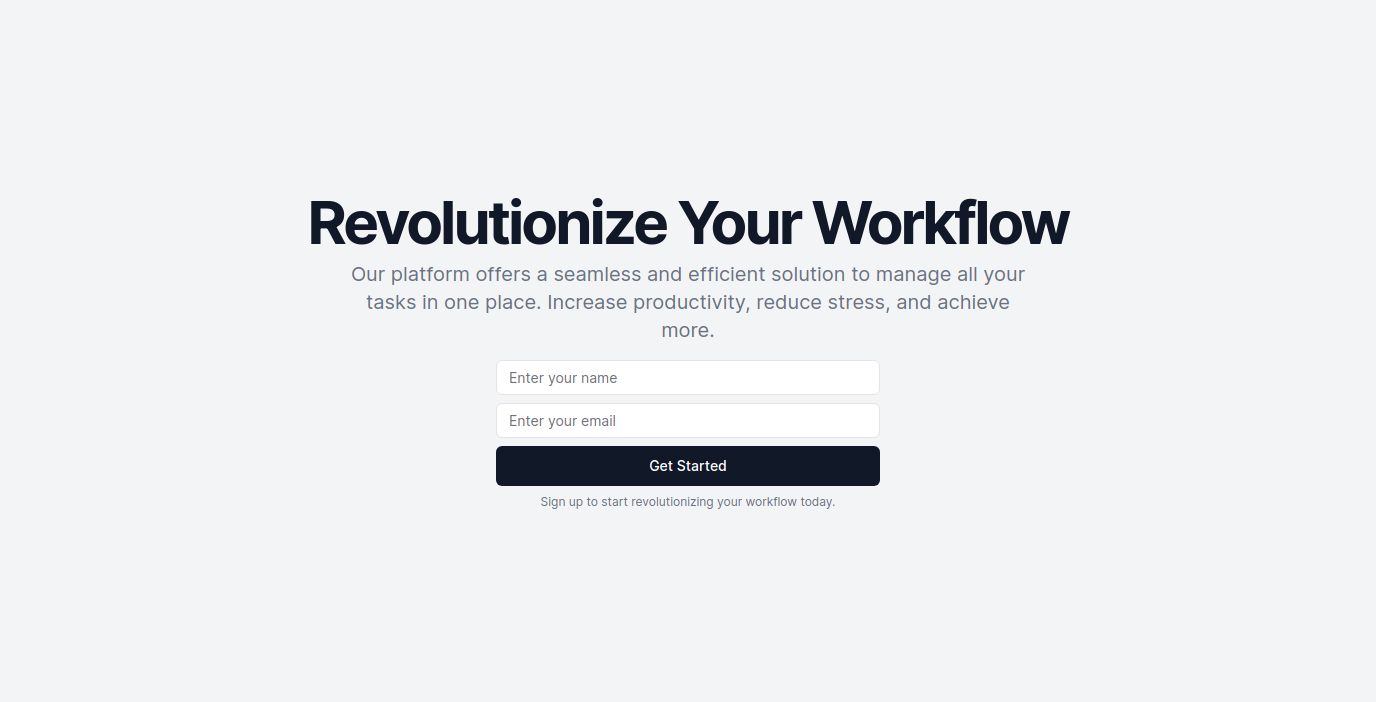 Revolutionize Your Workflow
Our platform offers a seamless and efficient solution to manage all your
tasks in one place. Increase productivity, reduce stress, and achieve
more.
Enter your name
Enter your email
Get Started
Sign up to start revolutionizing your workflow today.